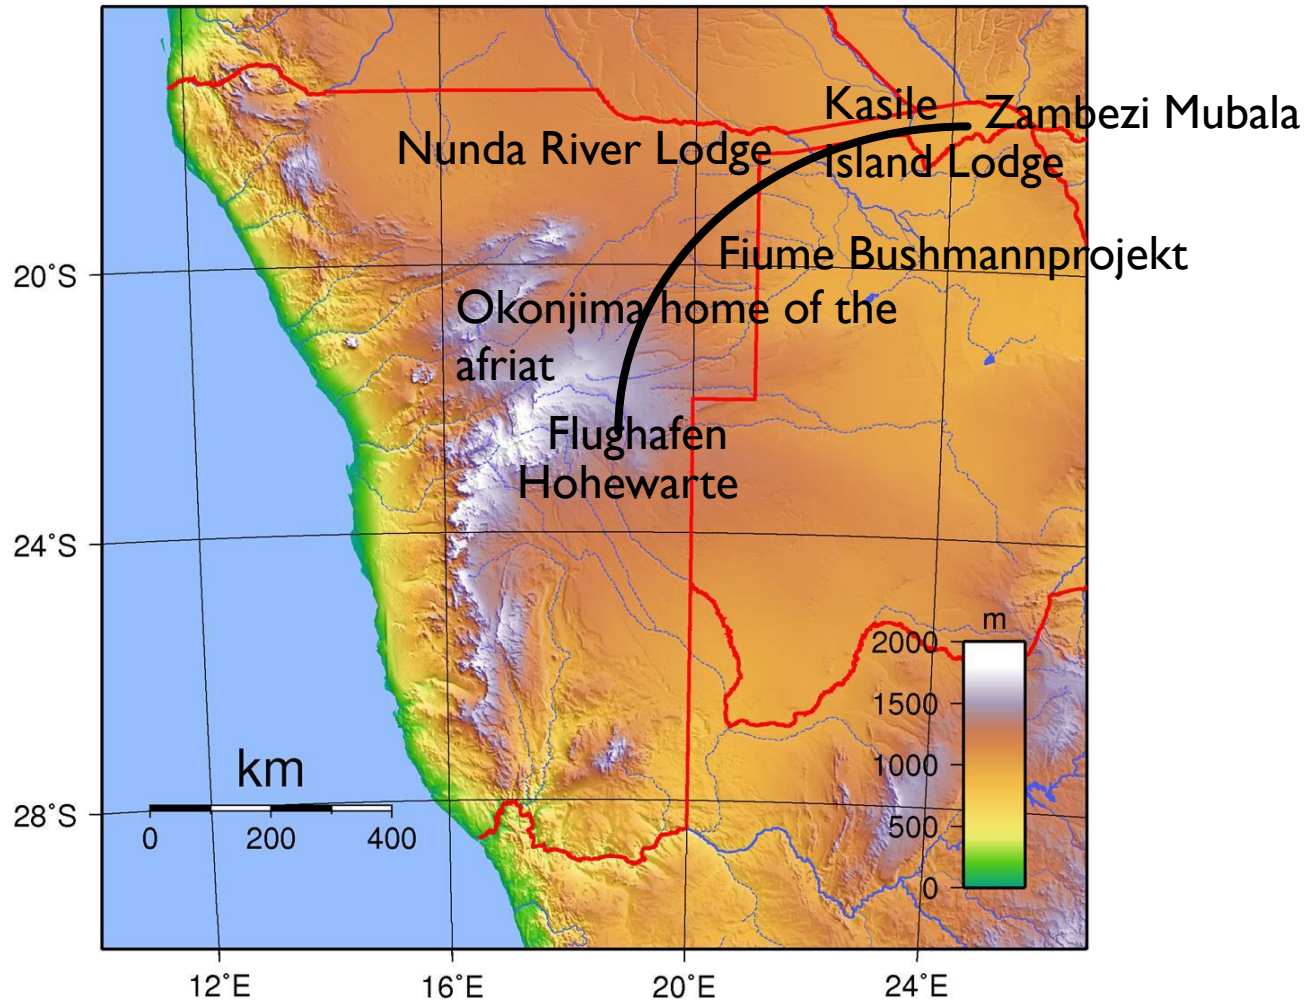 Kasile
Zambezi Mubala
Nunda River Lodge
Island Lodge
Fiume Bushmannprojekt
20°S
Okonjima home of the
afriat
Flughafen
Hohewarte
24°S
m
2000
1500
km
1000
28°S
500
0 200 400
0
12°E 16°E 20°E 24°E